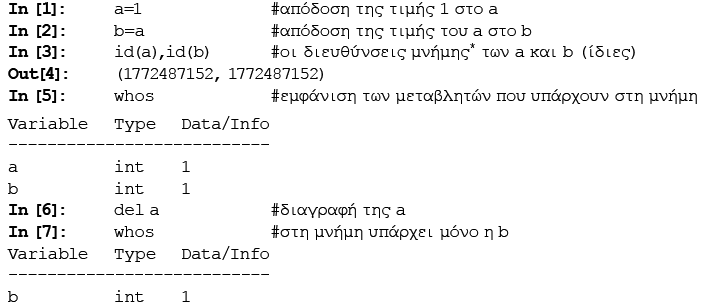 In [1]: a=1 #απόδοση της τιμής 1 στο a
In [2]: b=a #απόδοση της τιμής του a στο b
In [3]: id(a),id(b) #οι διευθύνσεις μνήμης* των a και b (ίδιες)
Out[4]: (1772487152, 1772487152)
In [5]: whos #εμφάνιση των μεταβλητών που υπάρχουν στη μνήμη
Variable Type Data/Info
---------------------------
a int 1
b int 1
In [6]: del a #διαγραφή της a
In [7]: whos #στη μνήμη υπάρχει μόνο η b
Variable Type Data/Info
---------------------------
b int 1